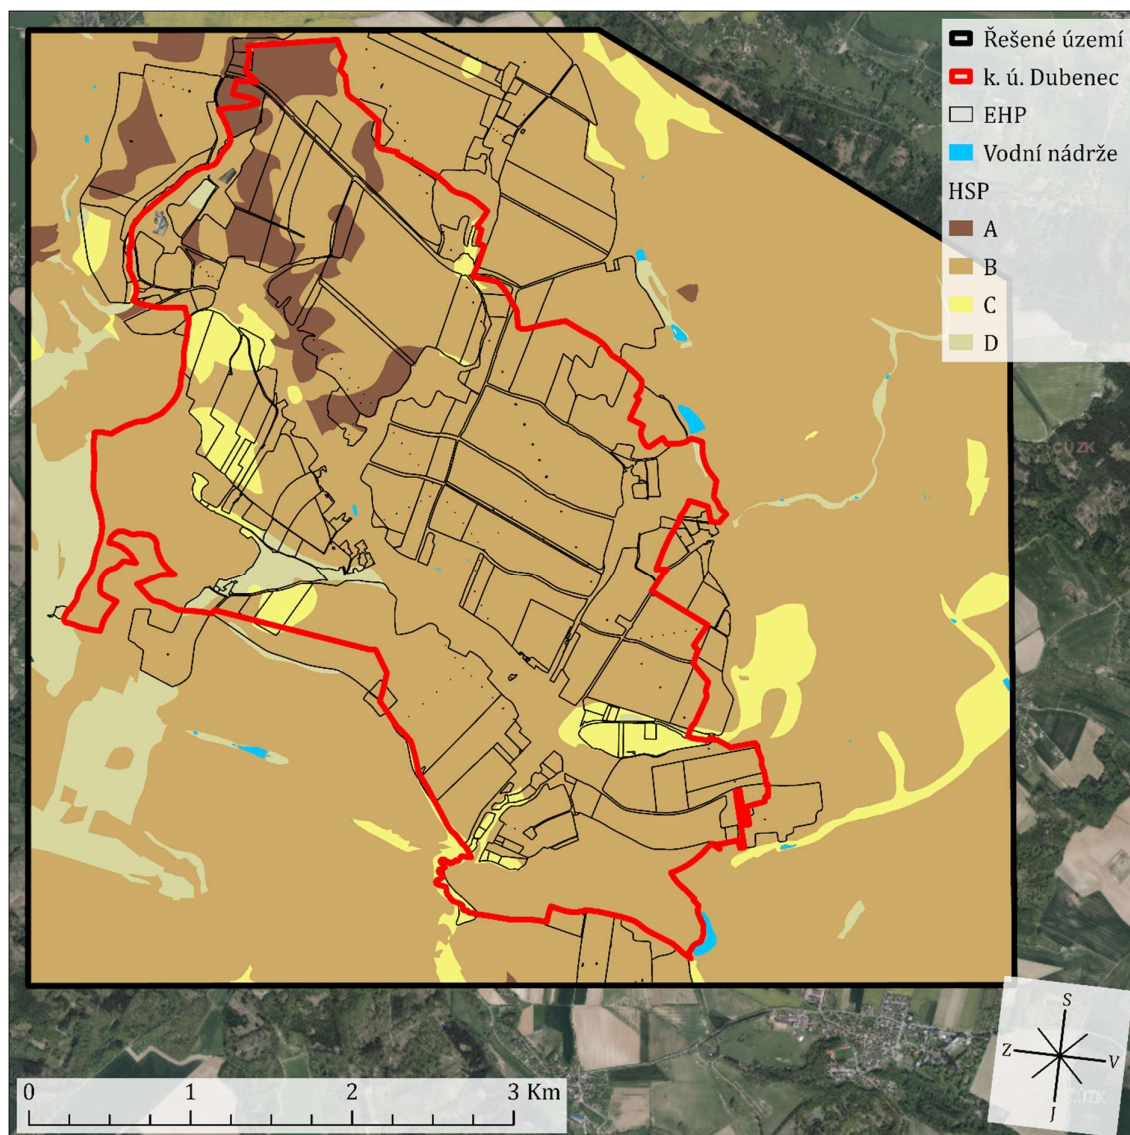 Řešené území
k. ú. Dubenec
EHP
Vodní nádrže
HSP
A
B
C
D
ČÚZK
S
Z
V
J
ČÚZK
0 1 2 3 Km